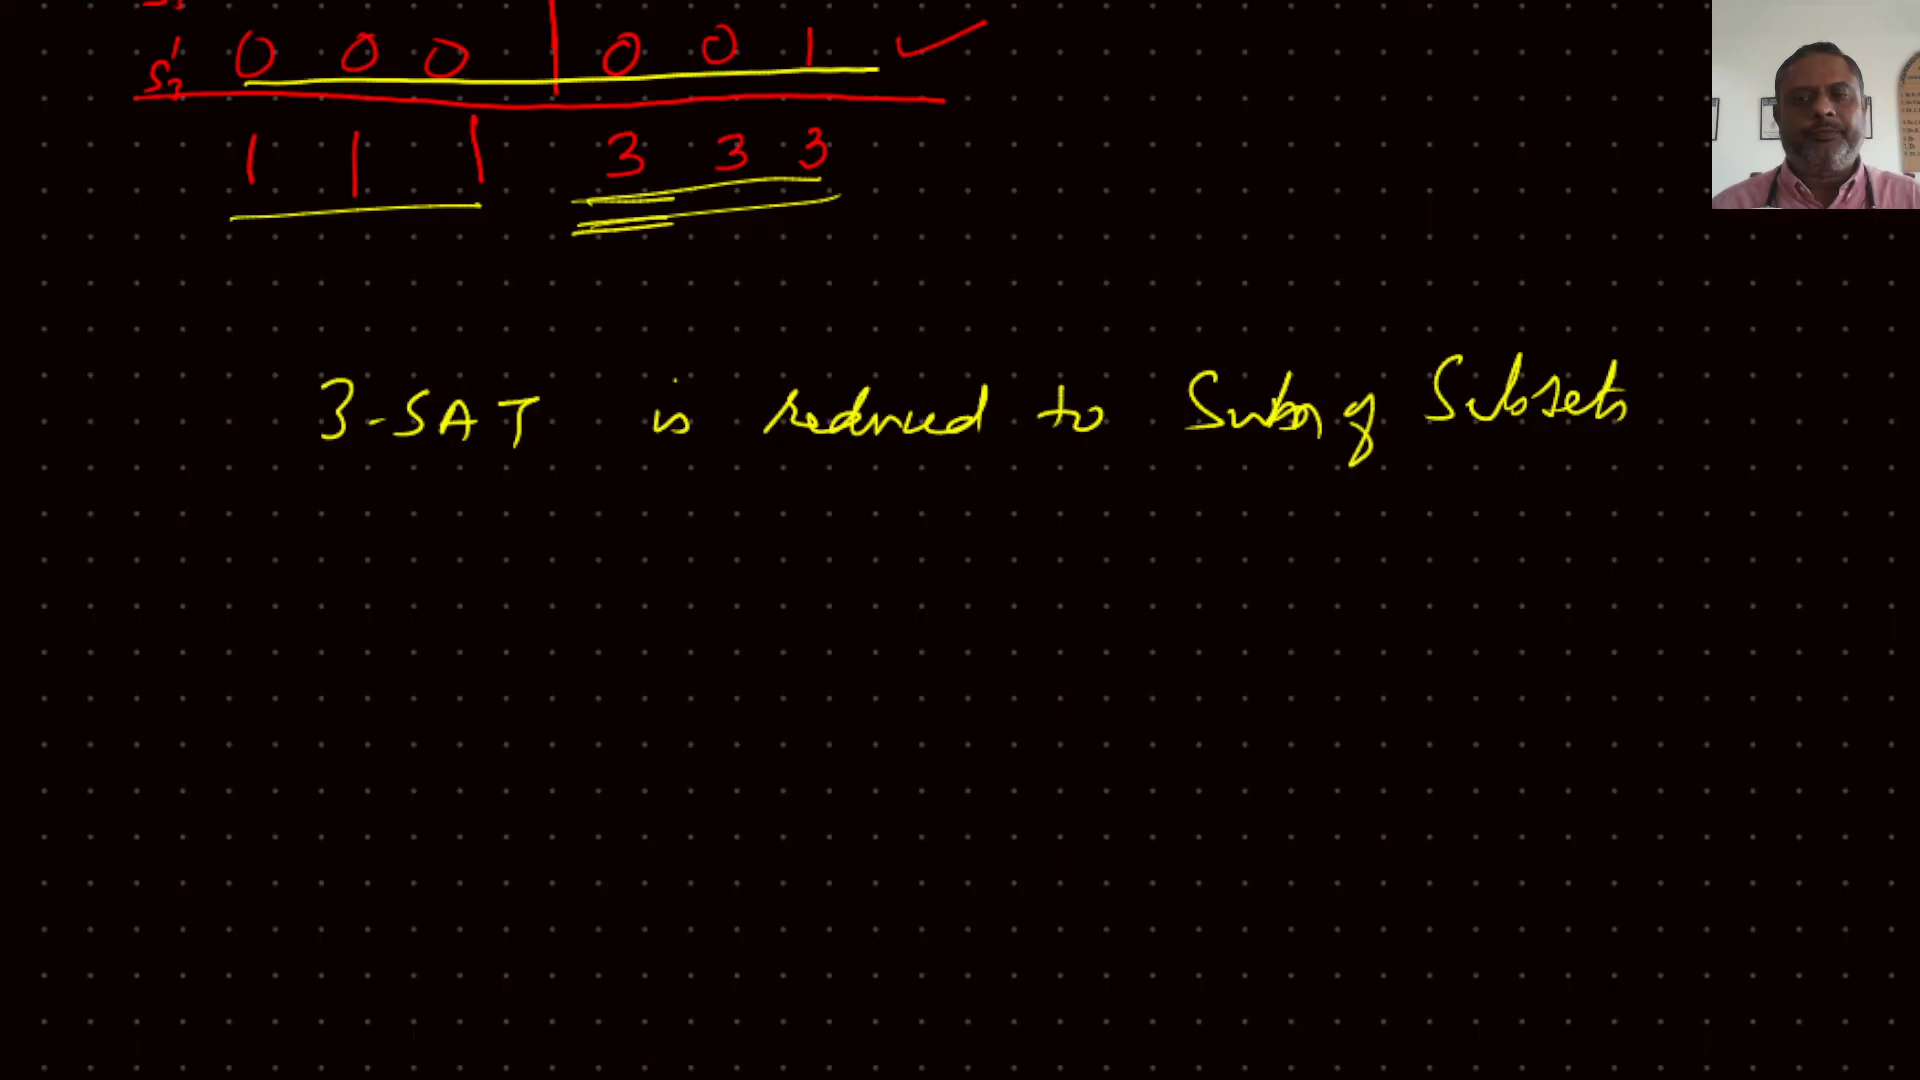 S₃' 0 0 0 | 0 0 1 ✓
1 1 1 3 3 3
3-SAT is reduced to Sum of Subsets